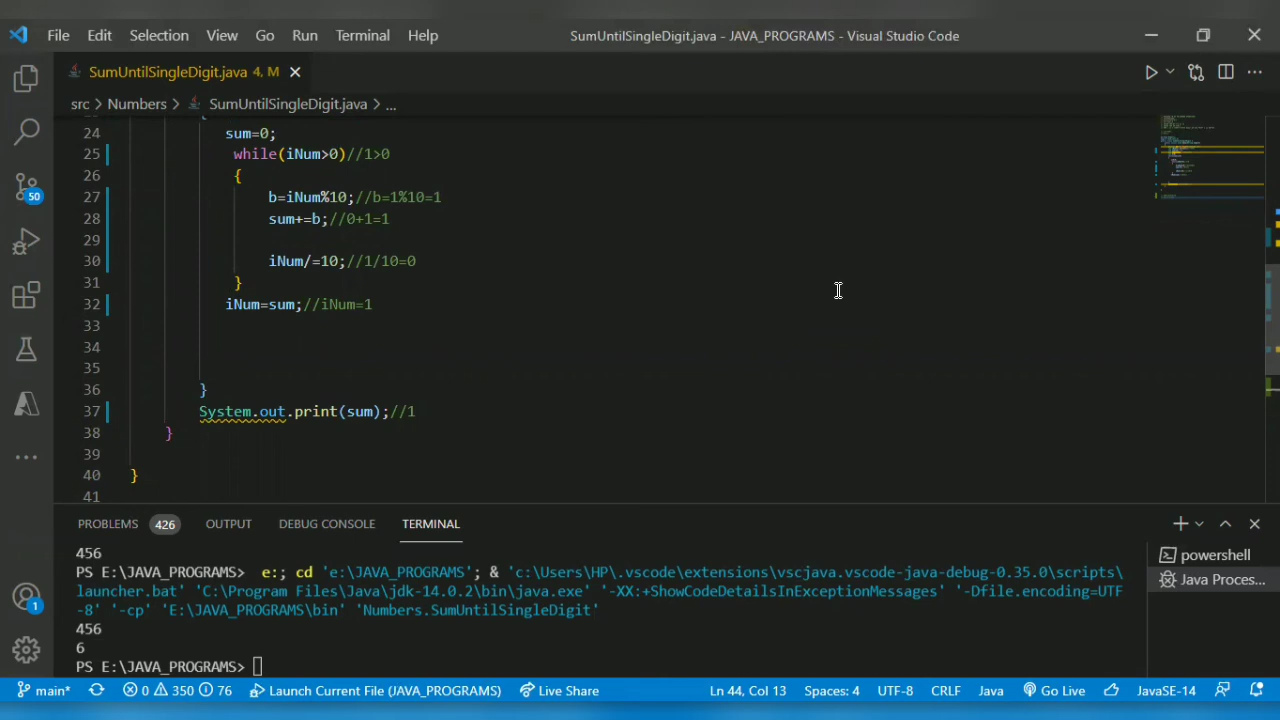 File Edit Selection View Go Run Terminal Help SumUntilSingleDigit.java - JAVA_PROGRAMS - Visual Studio Code
SumUntilSingleDigit.java 4, M
src > Numbers > SumUntilSingleDigit.java > ...
24 sum=0;
25 while(iNum>0)//1>0
26 {
27 b=iNum%10;//b=1%10=1
28 sum+=b;//0+1=1
29
30 iNum/=10;//1/10=0
31 }
32 iNum=sum;//iNum=1
33
34
35
36 }
37 System.out.print(sum);//1
38 }
39
40 }
41
50
1
PROBLEMS 426 OUTPUT DEBUG CONSOLE TERMINAL
456
PS E:\JAVA_PROGRAMS> e:; cd 'e:\JAVA_PROGRAMS'; & 'c:\Users\HP\.vscode\extensions\vscjava.vscode-java-debug-0.35.0\scripts\
launcher.bat' 'C:\Program Files\Java\jdk-14.0.2\bin\java.exe' '-XX:+ShowCodeDetailsInExceptionMessages' '-Dfile.encoding=UTF
-8' '-cp' 'E:\JAVA_PROGRAMS\bin' 'Numbers.SumUntilSingleDigit'
456
6
PS E:\JAVA_PROGRAMS>
powershell
Java Proces...
main* 0 350 76 Launch Current File (JAVA_PROGRAMS) Live Share Ln 44, Col 13 Spaces: 4 UTF-8 CRLF Java Go Live JavaSE-14